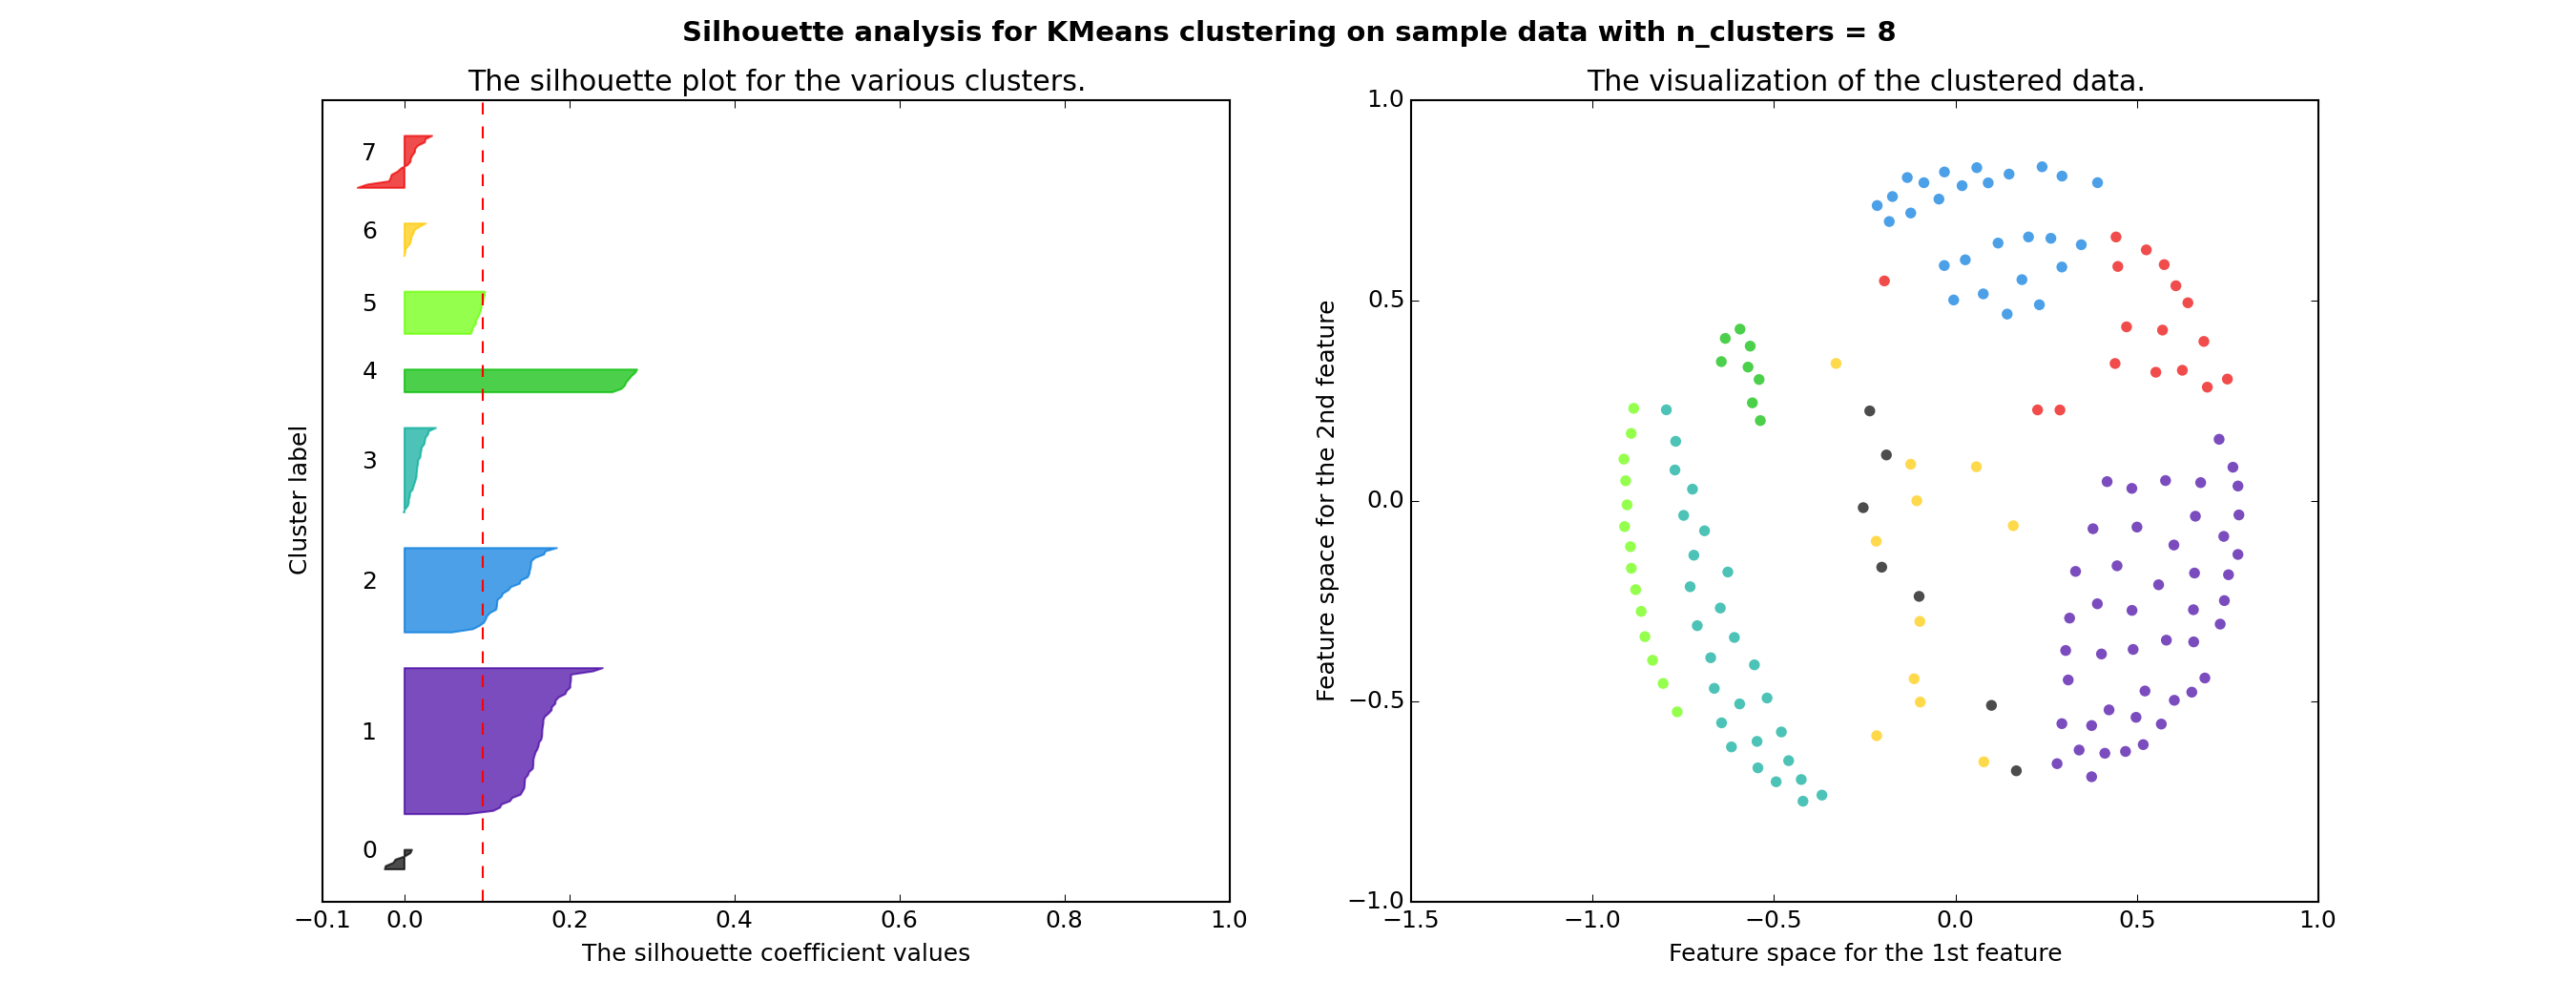 Silhouette analysis for KMeans clustering on sample data with n_clusters = 8
The silhouette plot for the various clusters.
7
6
5
4
3
2
1
0
Cluster label
−0.1 0.0 0.2 0.4 0.6 0.8 1.0
The silhouette coefficient values
The visualization of the clustered data.
1.0
0.5
0.0
−0.5
−1.0
Feature space for the 2nd feature
−1.5 −1.0 −0.5 0.0 0.5 1.0
Feature space for the 1st feature